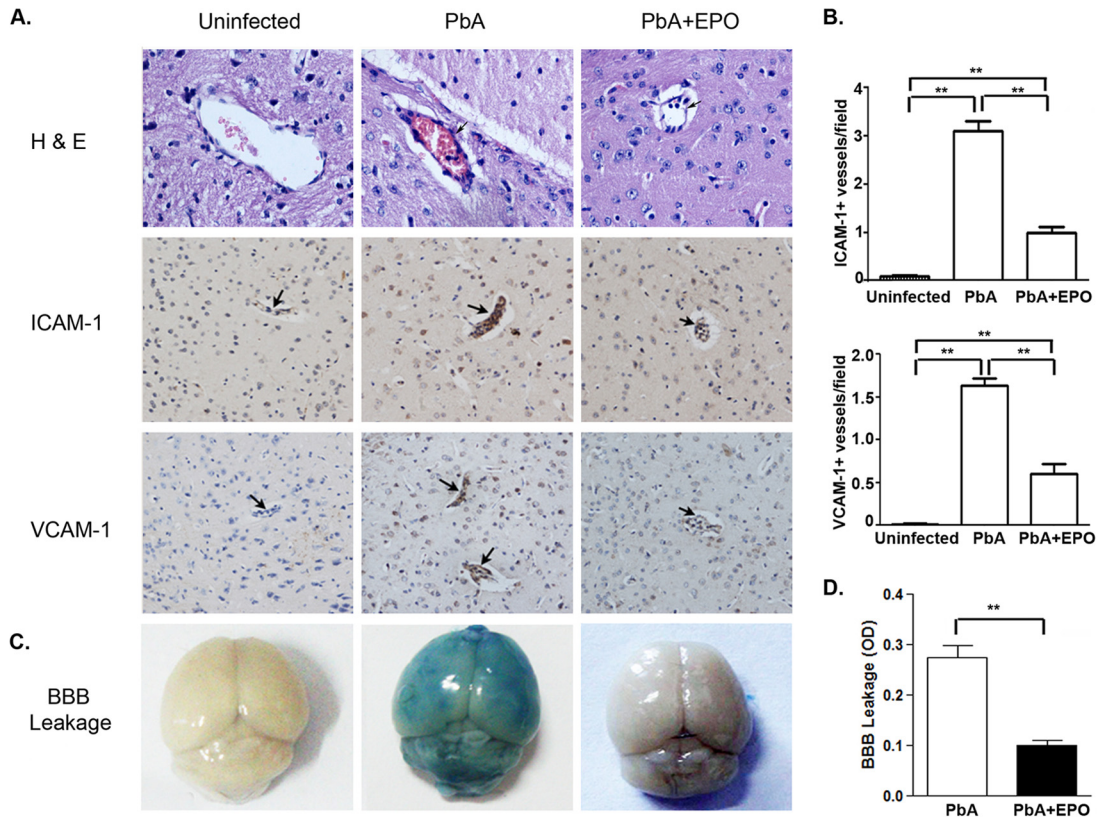 A.
Uninfected PbA PbA+EPO
H & E
ICAM-1
VCAM-1
C.
BBB
Leakage
B.
ICAM-1+ vessels/field
4
3
2
1
0
** ** **
Uninfected PbA PbA+EPO
VCAM-1+ vessels/field
2.0
1.5
1.0
0.5
0
** ** **
Uninfected PbA PbA+EPO
D.
BBB Leakage (OD)
0.4
0.3
0.2
0.1
0.0
**
PbA PbA+EPO